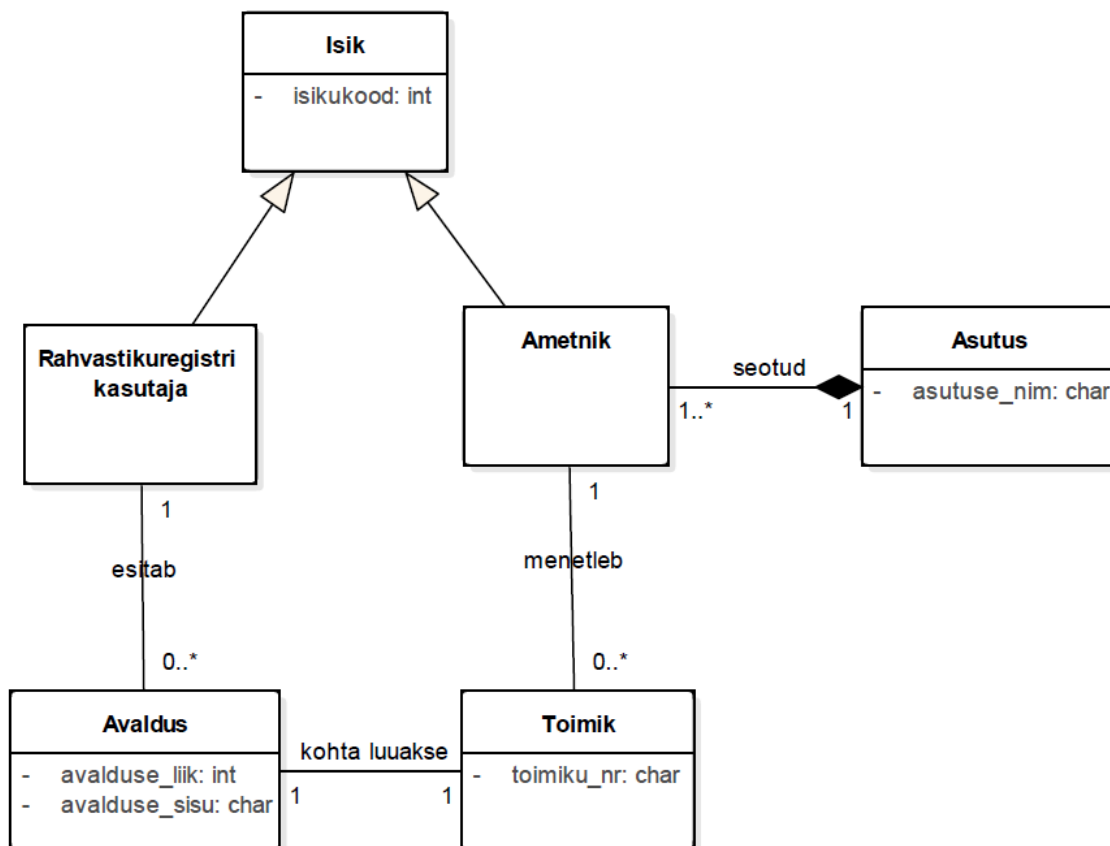 Isik
- isikukood: int
Rahvastikuregistri
kasutaja
Ametnik
Asutus
- asutuse_nim: char
seotud
1..*
1
1
esitab
0..*
1
menetleb
0..*
Avaldus
- avalduse_liik: int
- avalduse_sisu: char
kohta luuakse
1
1
Toimik
- toimiku_nr: char